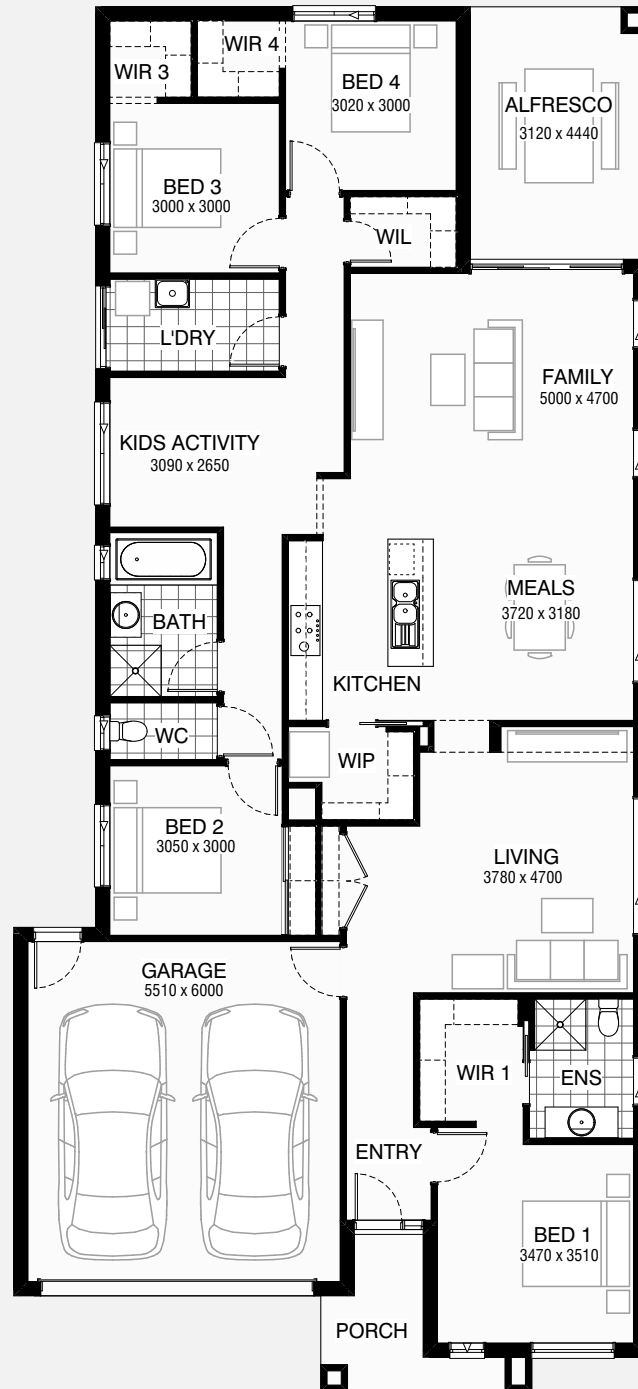 WIR 3
WIR 4
BED 4
3020 x 3000
ALFRESCO
3120 x 4440
BED 3
3000 x 3000
WIL
L'DRY
FAMILY
5000 x 4700
KIDS ACTIVITY
3090 x 2650
MEALS
3720 x 3180
BATH
KITCHEN
WC
WIP
BED 2
3050 x 3000
LIVING
3780 x 4700
GARAGE
5510 x 6000
WIR 1
ENS
ENTRY
BED 1
3470 x 3510
PORCH